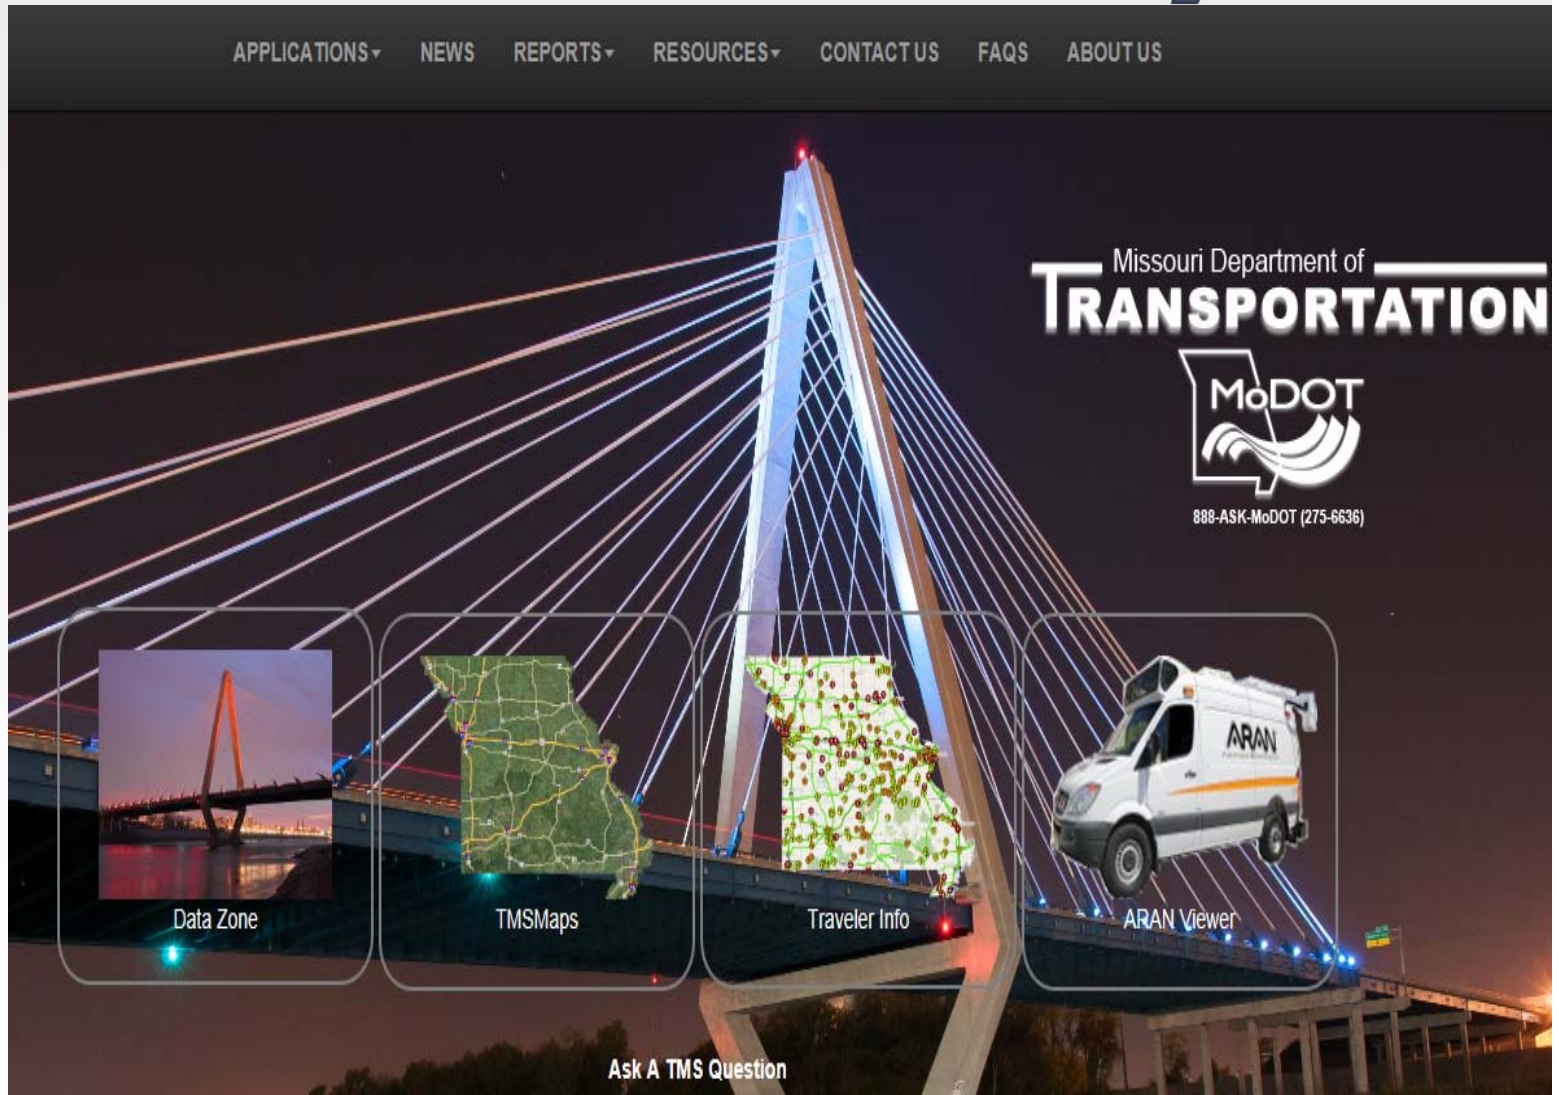 APPLICATIONS NEWS REPORTS RESOURCES CONTACT US FAQS ABOUT US
Missouri Department of
TRANSPORTATION
MoDOT
888-ASK-MoDOT (275-6636)
ARAN
Data Zone TMSMaps Traveler Info ARAN Viewer
Ask A TMS Question